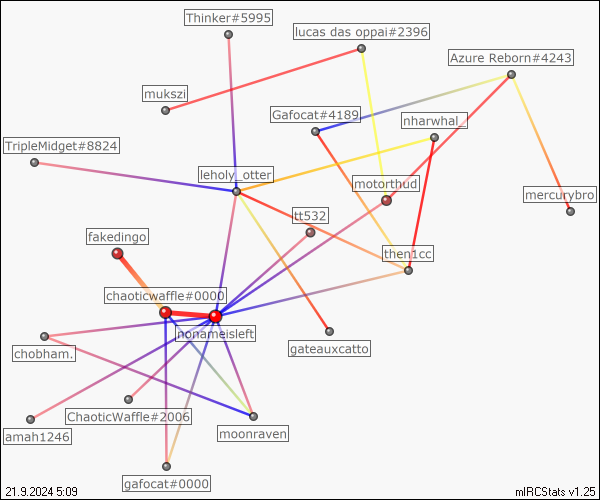 Thinker#5995
lucas das oppai#2396
Azure Reborn#4243
mukszi
Gafocat#4189
nharwhal_
TripleMidget#8824
leholy_otter
motorthud
mercurybro
tt532
fakedingo
then1cc
chaoticwaffle#0000
nonameisleft
chobham.
gateauxcatto
ChaoticWaffle#2006
amah1246
moonraven
gafocat#0000
21.9.2024 5:09
mIRCStats v1.25